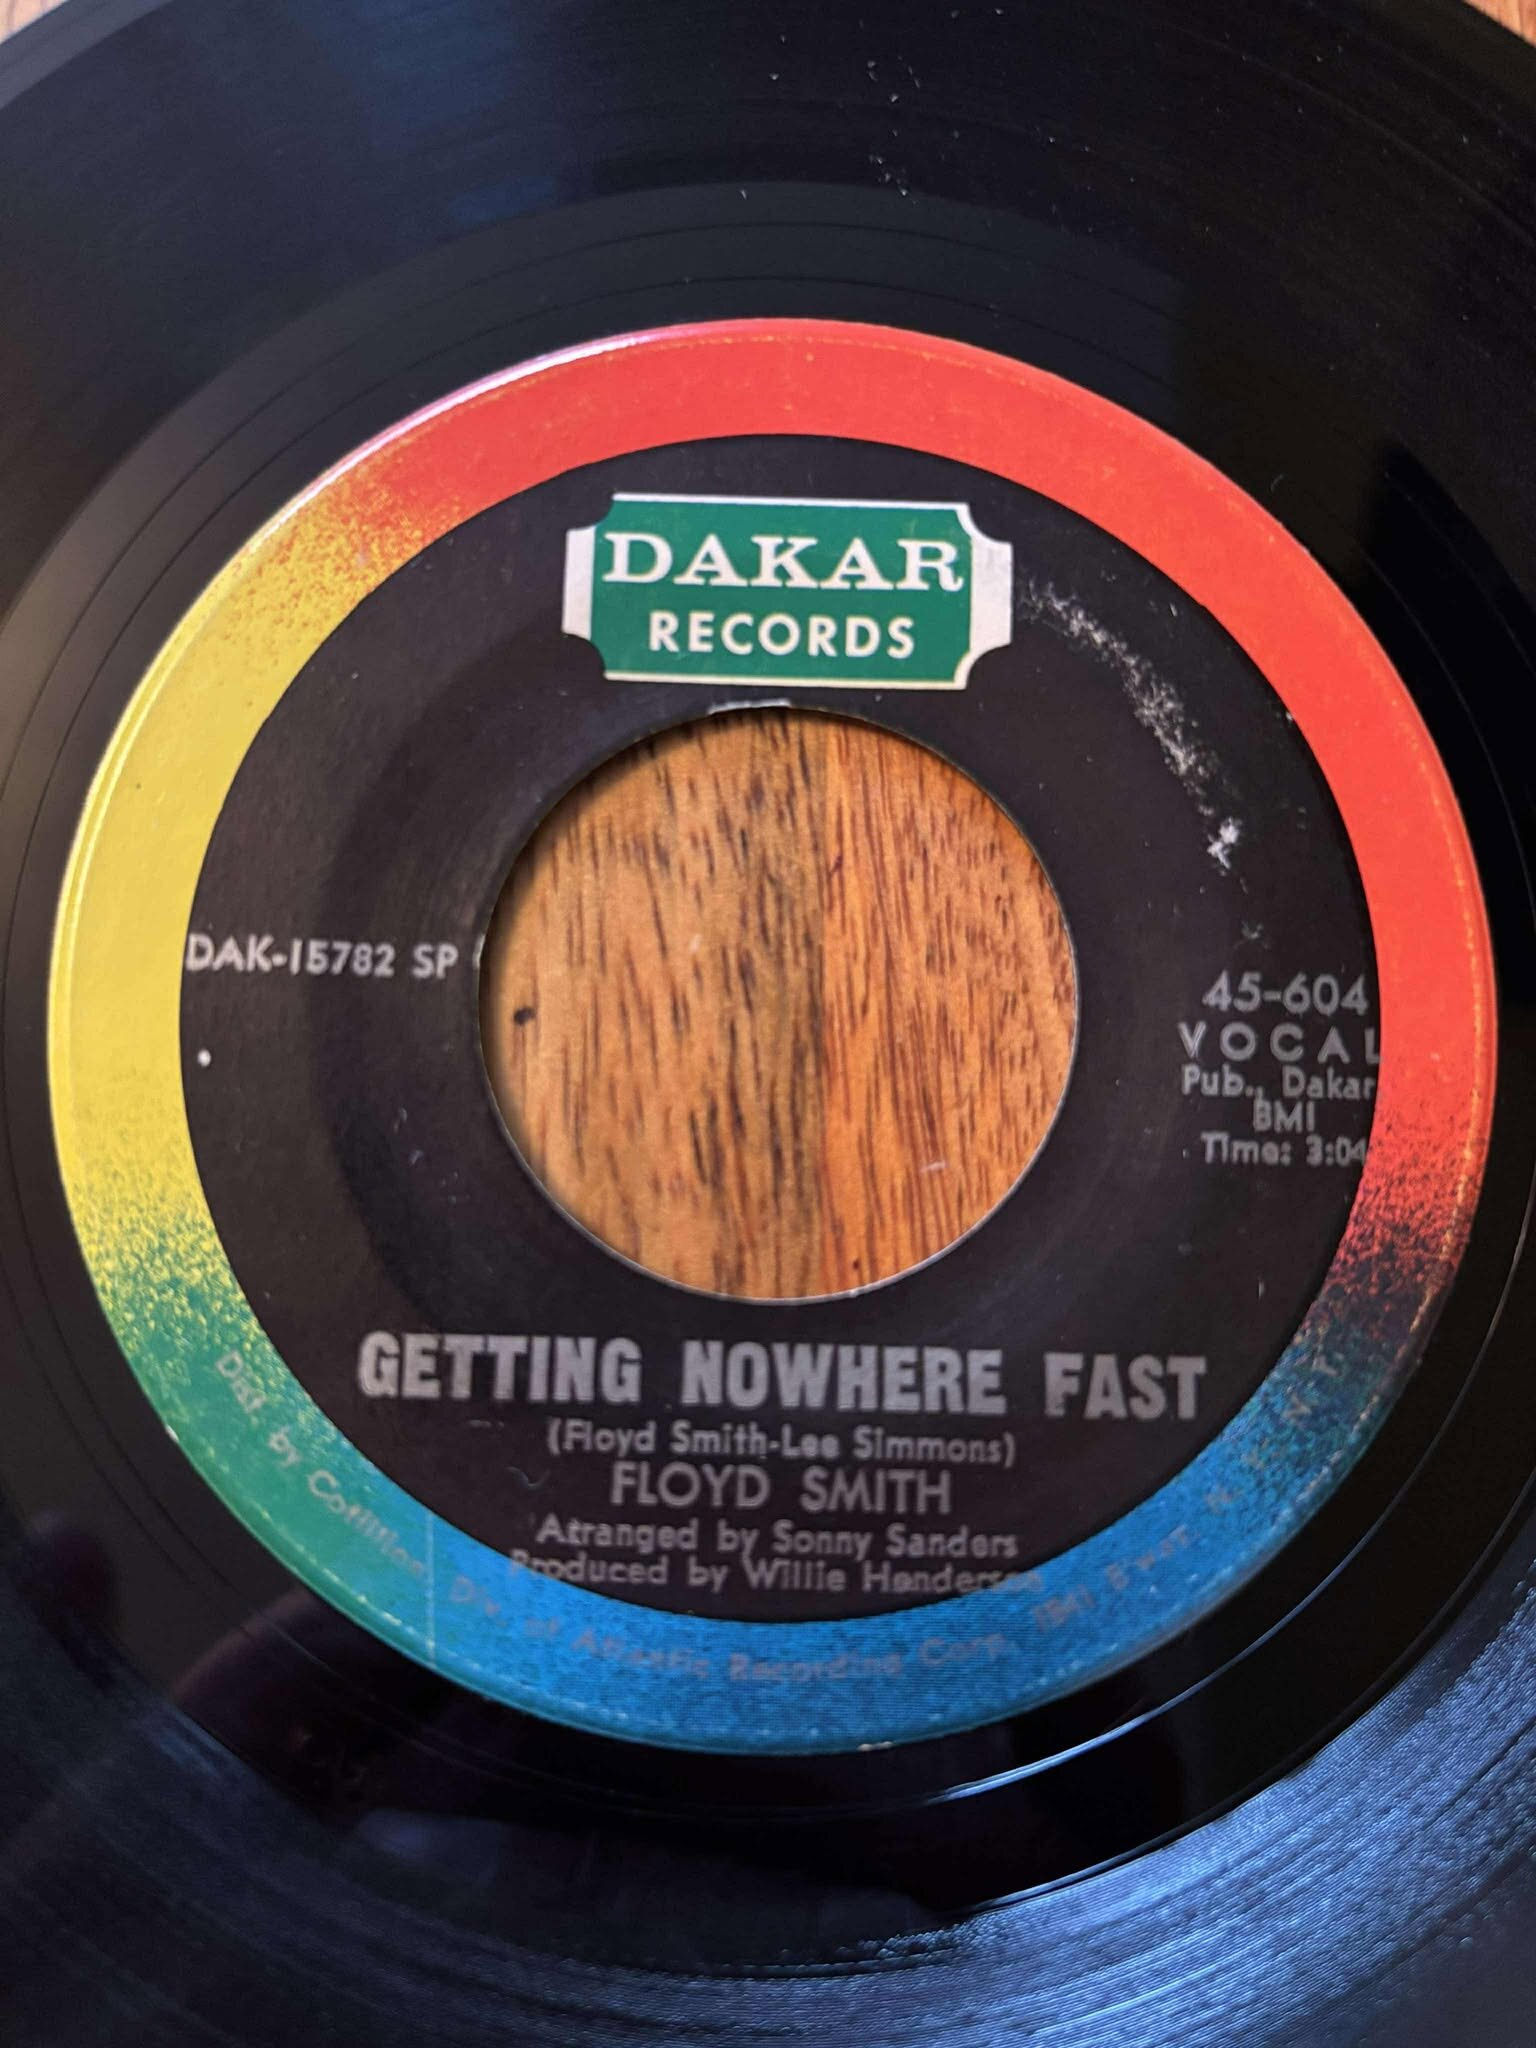 DAKAR
RECORDS
DAK-15782 SP
45-604
VOCAL
Pub., Dakar
BMI
Time: 3:04
GETTING NOWHERE FAST
(Floyd Smith-Lee Simmons)
FLOYD SMITH
Arranged by Sonny Sanders
Produced by Willie Henderson
Dist. by Cotillion Div. of Atlantic Recording Corp. 1841 B'way, N. Y. N. Y.